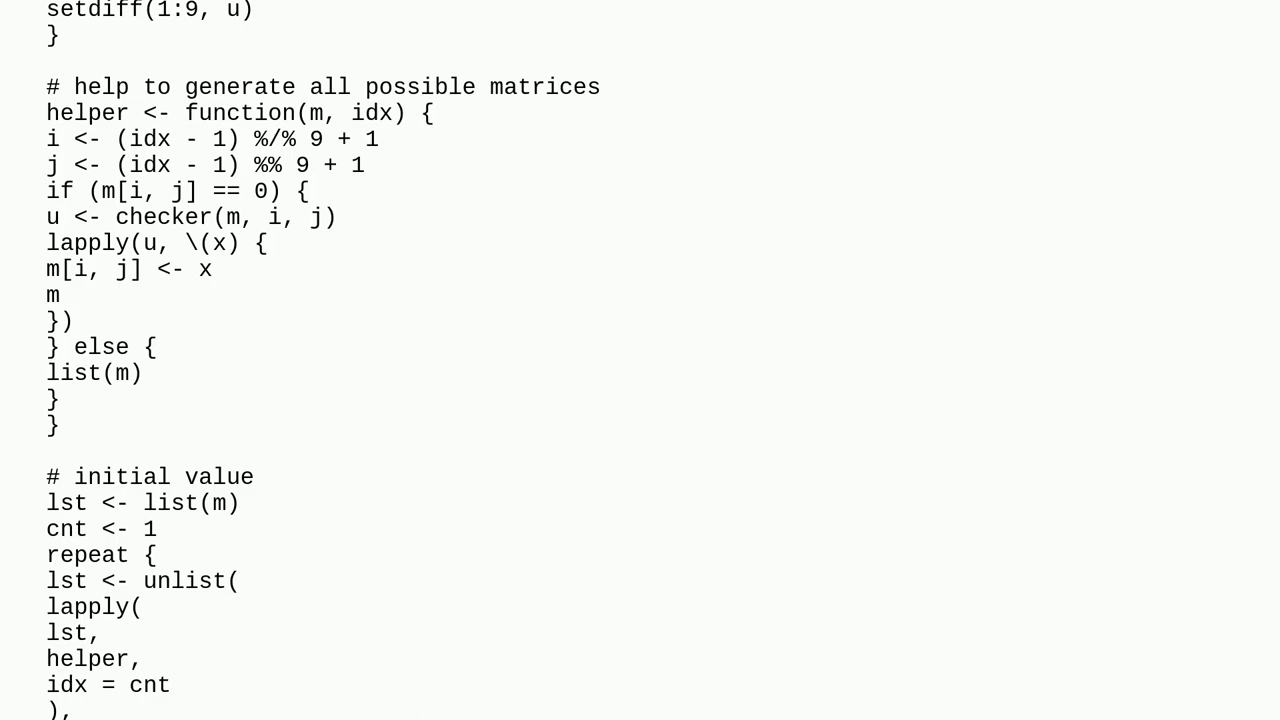 setdiff(1:9, u)
}
# help to generate all possible matrices
helper <- function(m, idx) {
i <- (idx - 1) %/% 9 + 1
j <- (idx - 1) %% 9 + 1
if (m[i, j] == 0) {
u <- checker(m, i, j)
lapply(u, \(x) {
m[i, j] <- x
m
})
} else {
list(m)
}
}
# initial value
lst <- list(m)
cnt <- 1
repeat {
lst <- unlist(
lapply(
lst,
helper,
idx = cnt
),